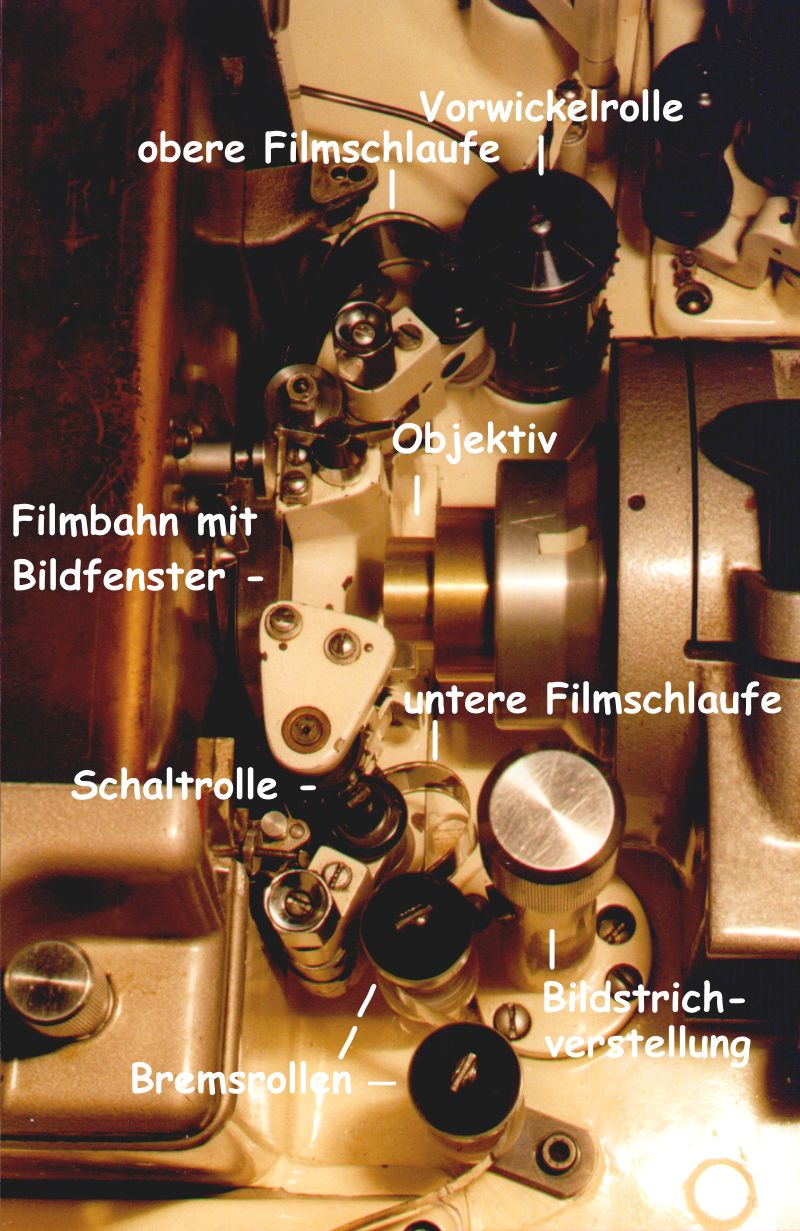 Vorwickelrolle
obere Filmschlaufe
Objektiv
Filmbahn mit
Bildfenster -
untere Filmschlaufe
Schaltrolle -
Bildstrich-
verstellung
Bremsrollen